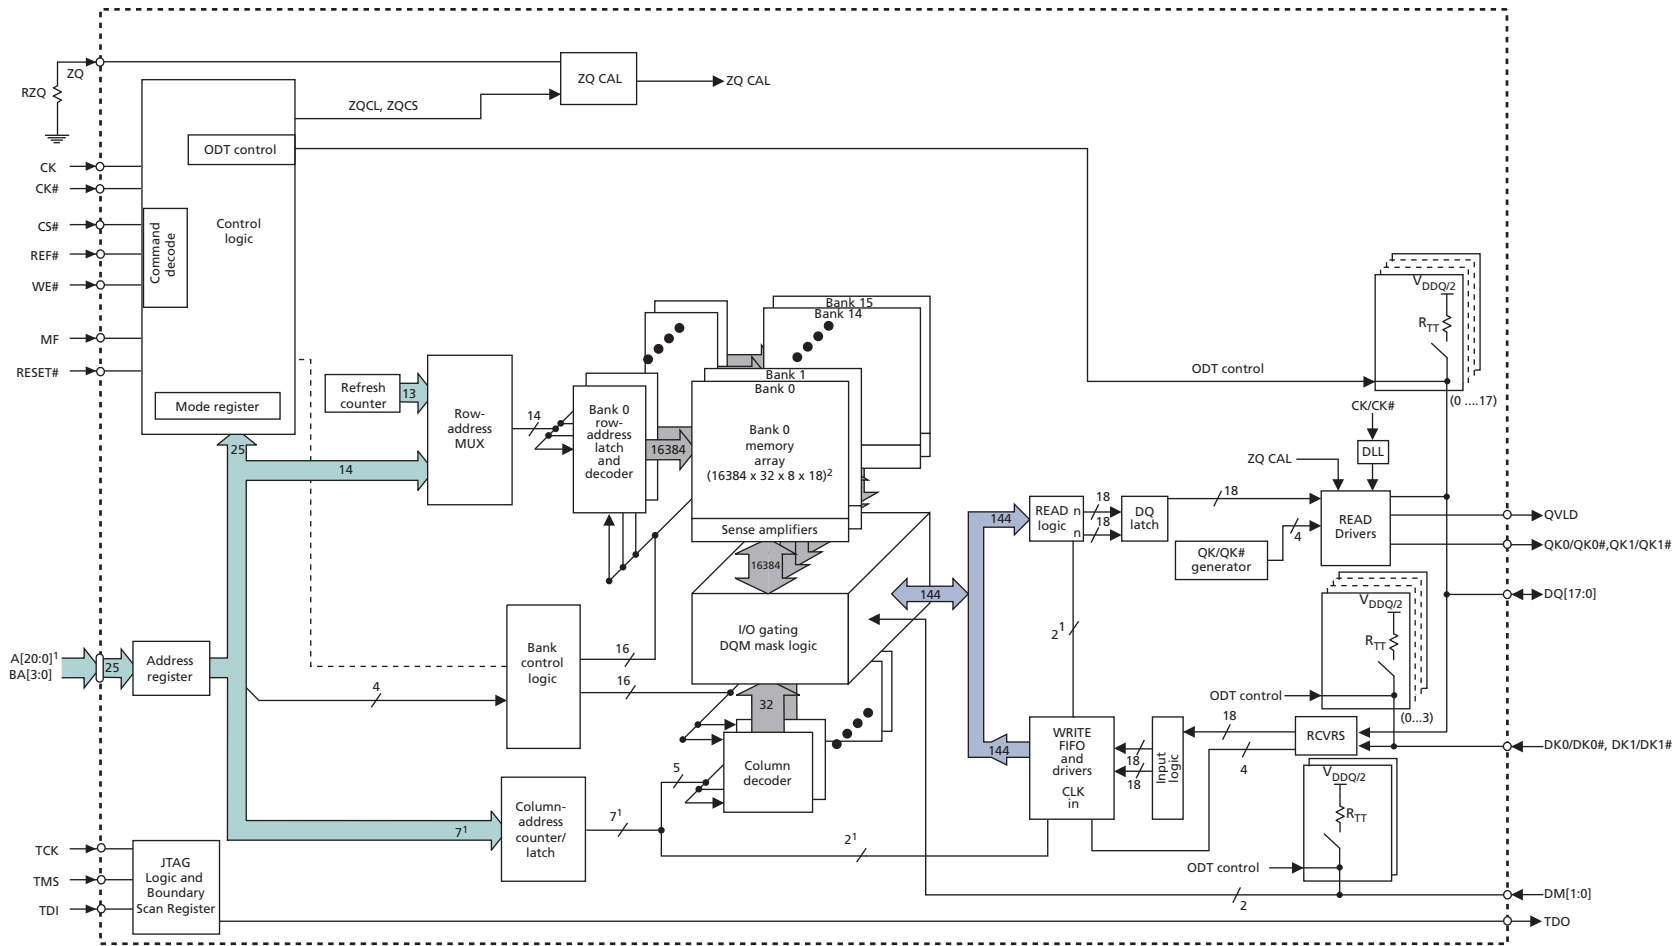 ZQ
RZQ
ZQ CAL
ZQ CAL
ZQCL, ZQCS
ODT control
CK
CK#
CS#
REF#
WE#
MF
RESET#
Command
decode
Control
logic
Mode register
Refresh
counter
13
Row-
address
MUX
14
25
14
Bank 0
row-
address
latch
and
decoder
16384
Bank 15
Bank 14
Bank 1
Bank 0
Bank 0
memory
array
(16384 x 32 x 8 x 18)²
Sense amplifiers
16384
I/O gating
DQM mask logic
32
Column
decoder
A[20:0]¹
BA[3:0]
25
Address
register
4
Bank
control
logic
16
16
5
7¹
Column-
address
counter/
latch
7¹
2¹
TCK
TMS
TDI
JTAG
Logic and
Boundary
Scan Register
144
144
144
READ n
logic
n
18
18
DQ
latch
18
2¹
WRITE
FIFO
and
drivers
CLK
in
18
18
Input
logic
18
4
RCVRS
QK/QK#
generator
4
ZQ CAL
CK/CK#
DLL
READ
Drivers
ODT control
VDDQ/2
RTT
(0 ....17)
QVLD
QK0/QK0#,QK1/QK1#
DQ[17:0]
VDDQ/2
RTT
ODT control
(0...3)
DK0/DK0#, DK1/DK1#
VDDQ/2
RTT
ODT control
2
DM[1:0]
TDO